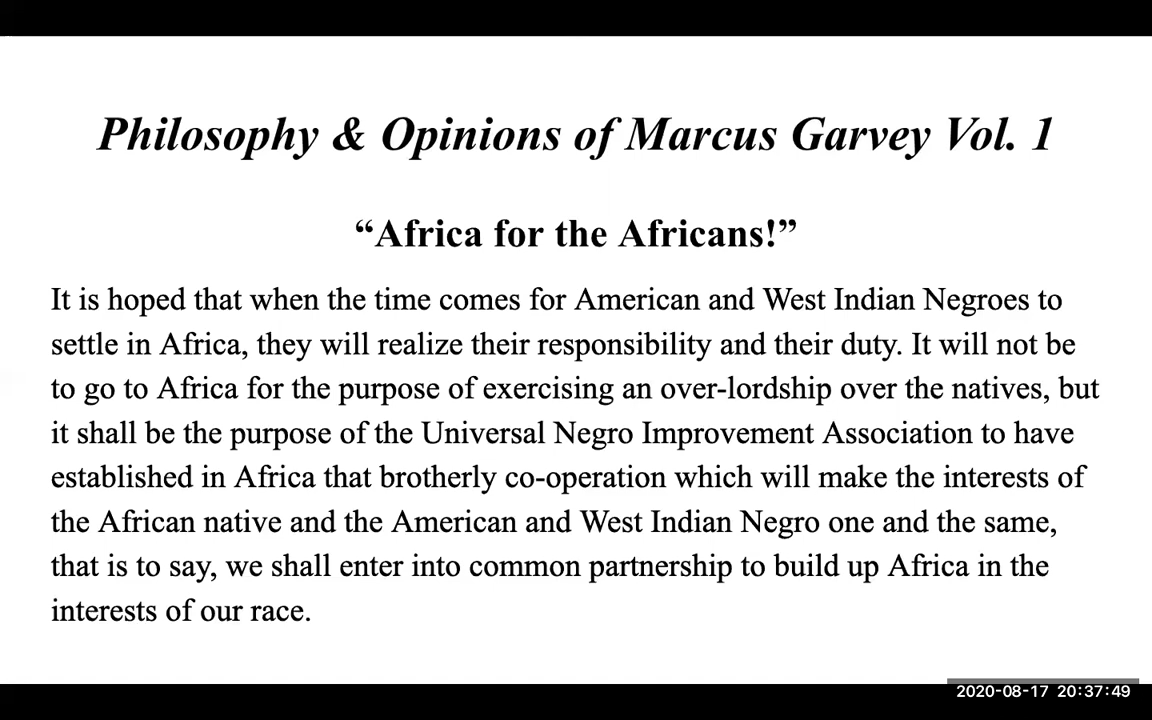 Philosophy & Opinions of Marcus Garvey Vol. 1
“Africa for the Africans!”
It is hoped that when the time comes for American and West Indian Negroes to
settle in Africa, they will realize their responsibility and their duty. It will not be
to go to Africa for the purpose of exercising an over-lordship over the natives, but
it shall be the purpose of the Universal Negro Improvement Association to have
established in Africa that brotherly co-operation which will make the interests of
the African native and the American and West Indian Negro one and the same,
that is to say, we shall enter into common partnership to build up Africa in the
interests of our race.
2020-08-17 20:37:49